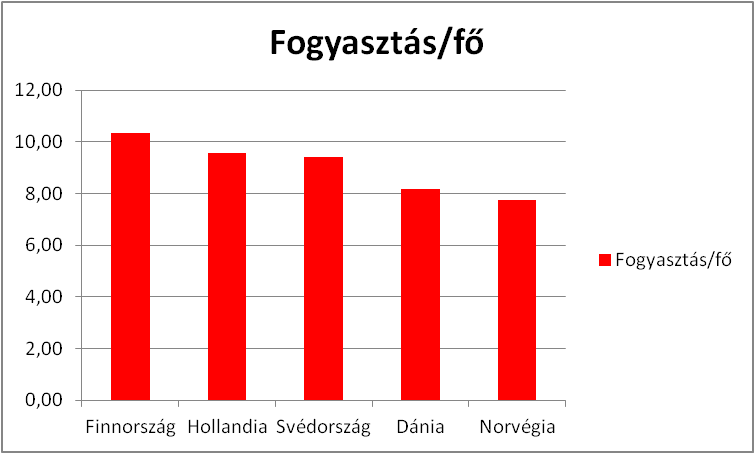 Fogyasztás/fő
12,00
10,00
8,00
6,00
4,00
2,00
0,00
Finnország Hollandia Svédország Dánia Norvégia
Fogyasztás/fő